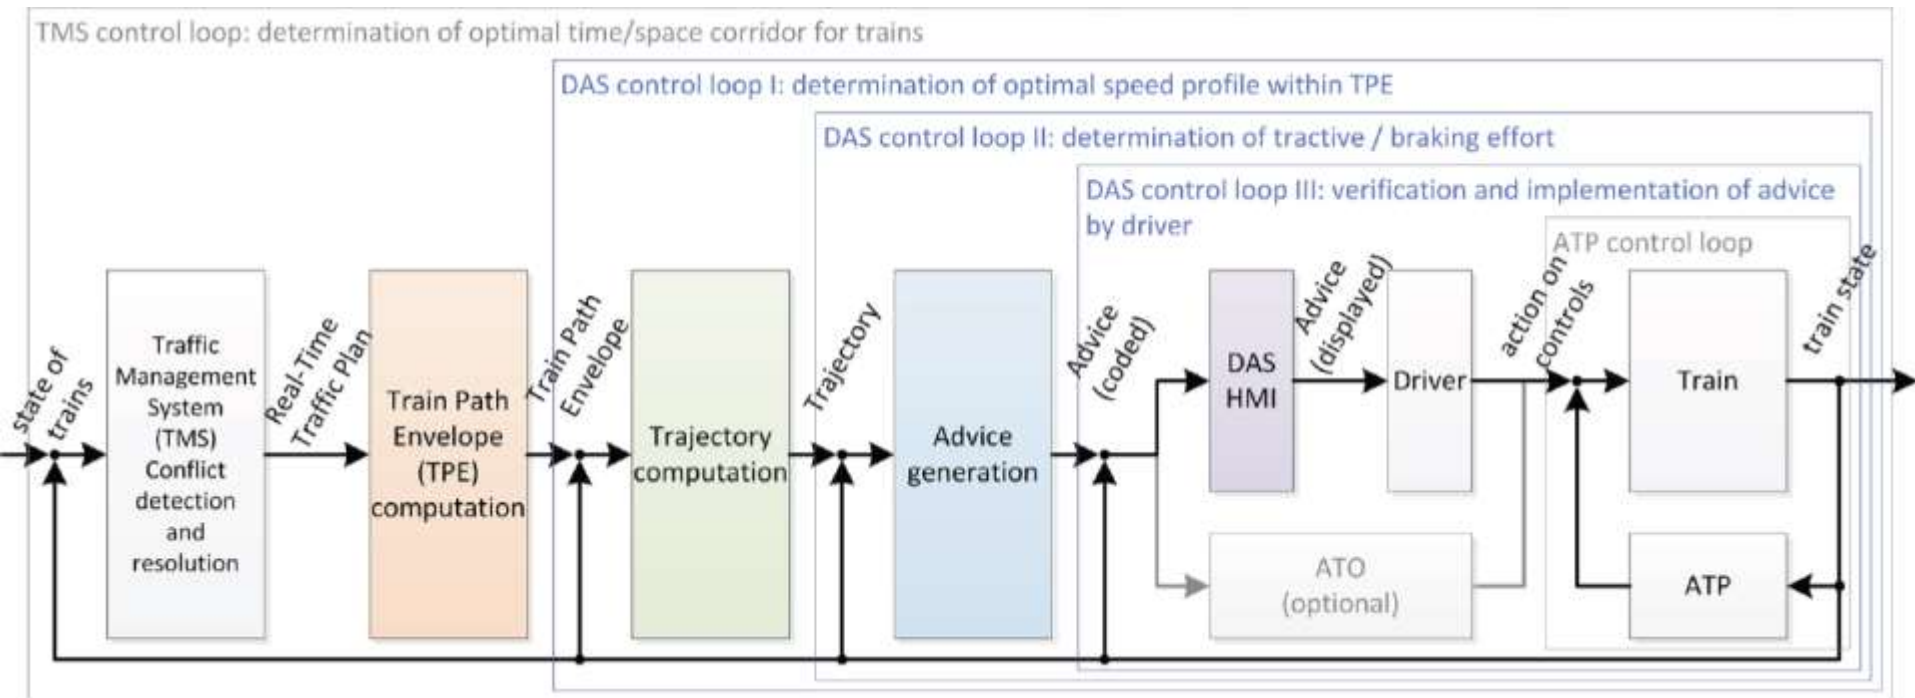 TMS control loop: determination of optimal time/space corridor for trains
DAS control loop I: determination of optimal speed profile within TPE
DAS control loop II: determination of tractive / braking effort
DAS control loop III: verification and implementation of advice
by driver
ATP control loop
state of
trains
Traffic
Management
System
(TMS)
Conflict
detection
and
resolution
Real-Time
Traffic Plan
Train Path
Envelope
(TPE)
computation
Train Path
Envelope
Trajectory
computation
Trajectory
Advice
generation
Advice
(coded)
DAS
HMI
Advice
(displayed)
Driver
action on
controls
Train
train state
ATO
(optional)
ATP